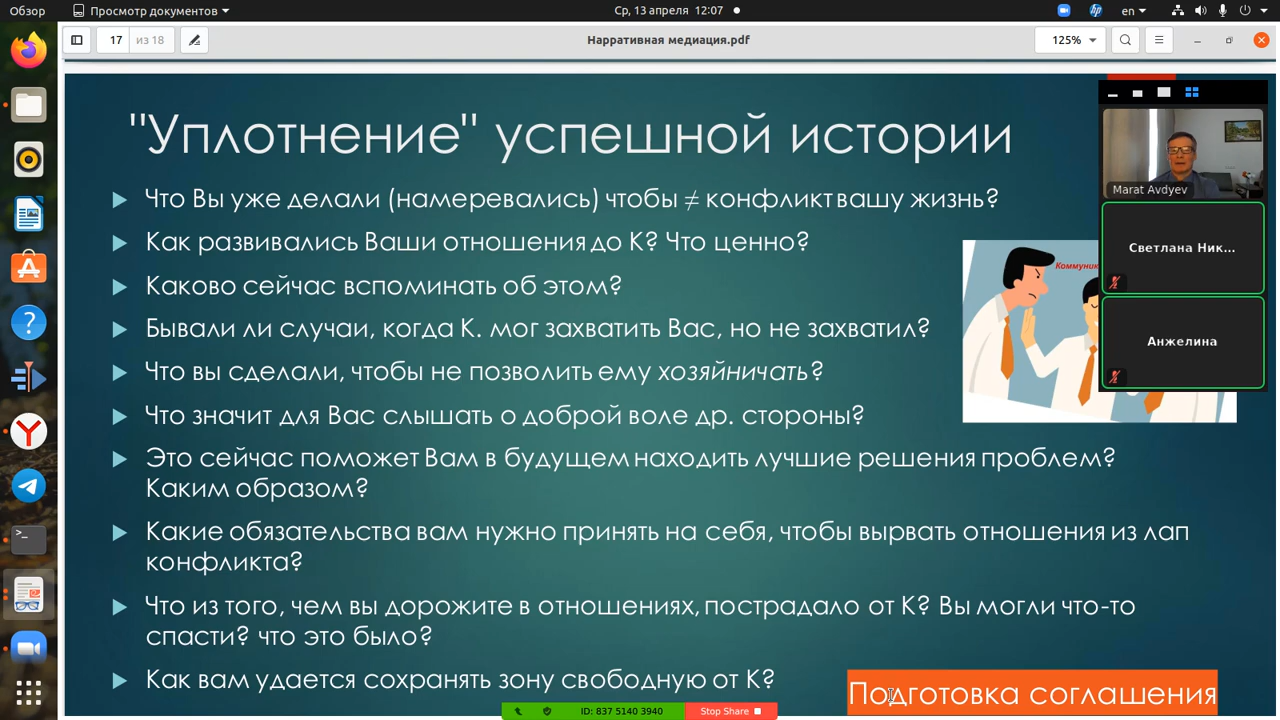 Обзор
Просмотр документов
Ср, 13 апреля 12:07
en
17 из 18
Нарративная медиация.pdf
125%
"Уплотнение" успешной истории
Что Вы уже делали (намеревались) чтобы ≠ конфликт вашу жизнь?
Как развивались Ваши отношения до К? Что ценно?
Каково сейчас вспоминать об этом?
Бывали ли случаи, когда К. мог захватить Вас, но не захватил?
Что вы сделали, чтобы не позволить ему хозяйничать?
Что значит для Вас слышать о доброй воле др. стороны?
Это сейчас поможет Вам в будущем находить лучшие решения проблем?
Каким образом?
Какие обязательства вам нужно принять на себя, чтобы вырвать отношения из лап
конфликта?
Что из того, чем вы дорожите в отношениях, пострадало от К? Вы могли что-то
спасти? что это было?
Как вам удается сохранять зону свободную от К?
Подготовка соглашения
Marat Avdyev
Светлана Ник...
Анжелина
ID: 837 5140 3940
Stop Share